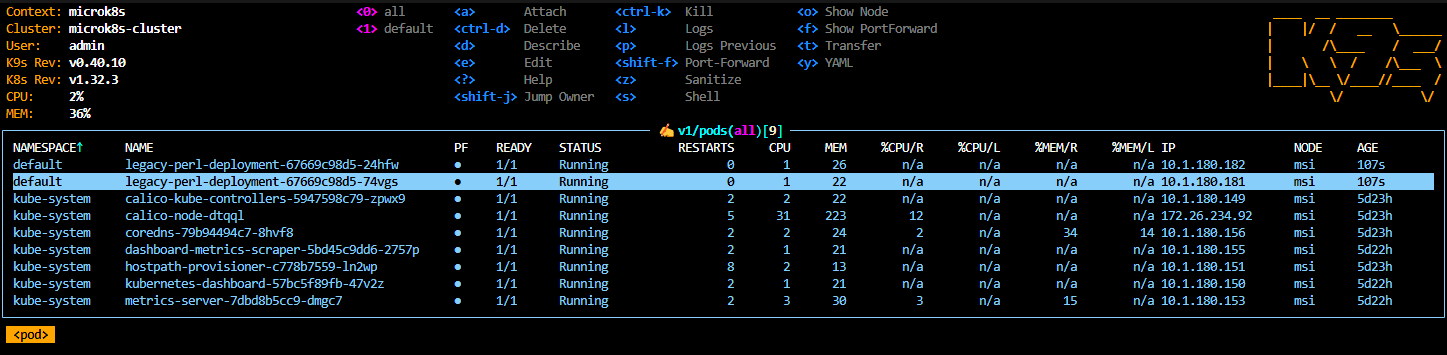 Context: microk8s <0> all <a> Attach <ctrl-k> Kill <o> Show Node
Cluster: microk8s-cluster <1> default <ctrl-d> Delete <l> Logs <f> Show PortForward
User: admin <d> Describe <p> Logs Previous <t> Transfer
K9s Rev: v0.40.10 <e> Edit <shift-f> Port-Forward <y> YAML
K8s Rev: v1.32.3 <?> Help <z> Sanitize
CPU: 2% <shift-j> Jump Owner <s> Shell
MEM: 36%
v1/pods(all)[9]
NAMESPACE↑ NAME PF READY STATUS RESTARTS CPU MEM %CPU/R %CPU/L %MEM/R %MEM/L IP NODE AGE
default legacy-perl-deployment-67669c98d5-24hfw ● 1/1 Running 0 1 26 n/a n/a n/a n/a 10.1.180.182 msi 107s
default legacy-perl-deployment-67669c98d5-74vgs ● 1/1 Running 0 1 22 n/a n/a n/a n/a 10.1.180.181 msi 107s
kube-system calico-kube-controllers-5947598c79-zpwx9 ● 1/1 Running 2 2 22 n/a n/a n/a n/a 10.1.180.149 msi 5d23h
kube-system calico-node-dtqql ● 1/1 Running 5 31 223 12 n/a n/a n/a 172.26.234.92 msi 5d23h
kube-system coredns-79b94494c7-8hvf8 ● 1/1 Running 2 2 24 2 n/a 34 14 10.1.180.156 msi 5d23h
kube-system dashboard-metrics-scraper-5bd45c9dd6-2757p ● 1/1 Running 2 1 21 n/a n/a n/a n/a 10.1.180.155 msi 5d22h
kube-system hostpath-provisioner-c778b7559-ln2wp ● 1/1 Running 8 2 13 n/a n/a n/a n/a 10.1.180.151 msi 5d23h
kube-system kubernetes-dashboard-57bc5f89fb-47v2z ● 1/1 Running 2 1 21 n/a n/a n/a n/a 10.1.180.150 msi 5d22h
kube-system metrics-server-7dbd8b5cc9-dmgc7 ● 1/1 Running 2 3 30 3 n/a 15 n/a 10.1.180.153 msi 5d22h
<pod>